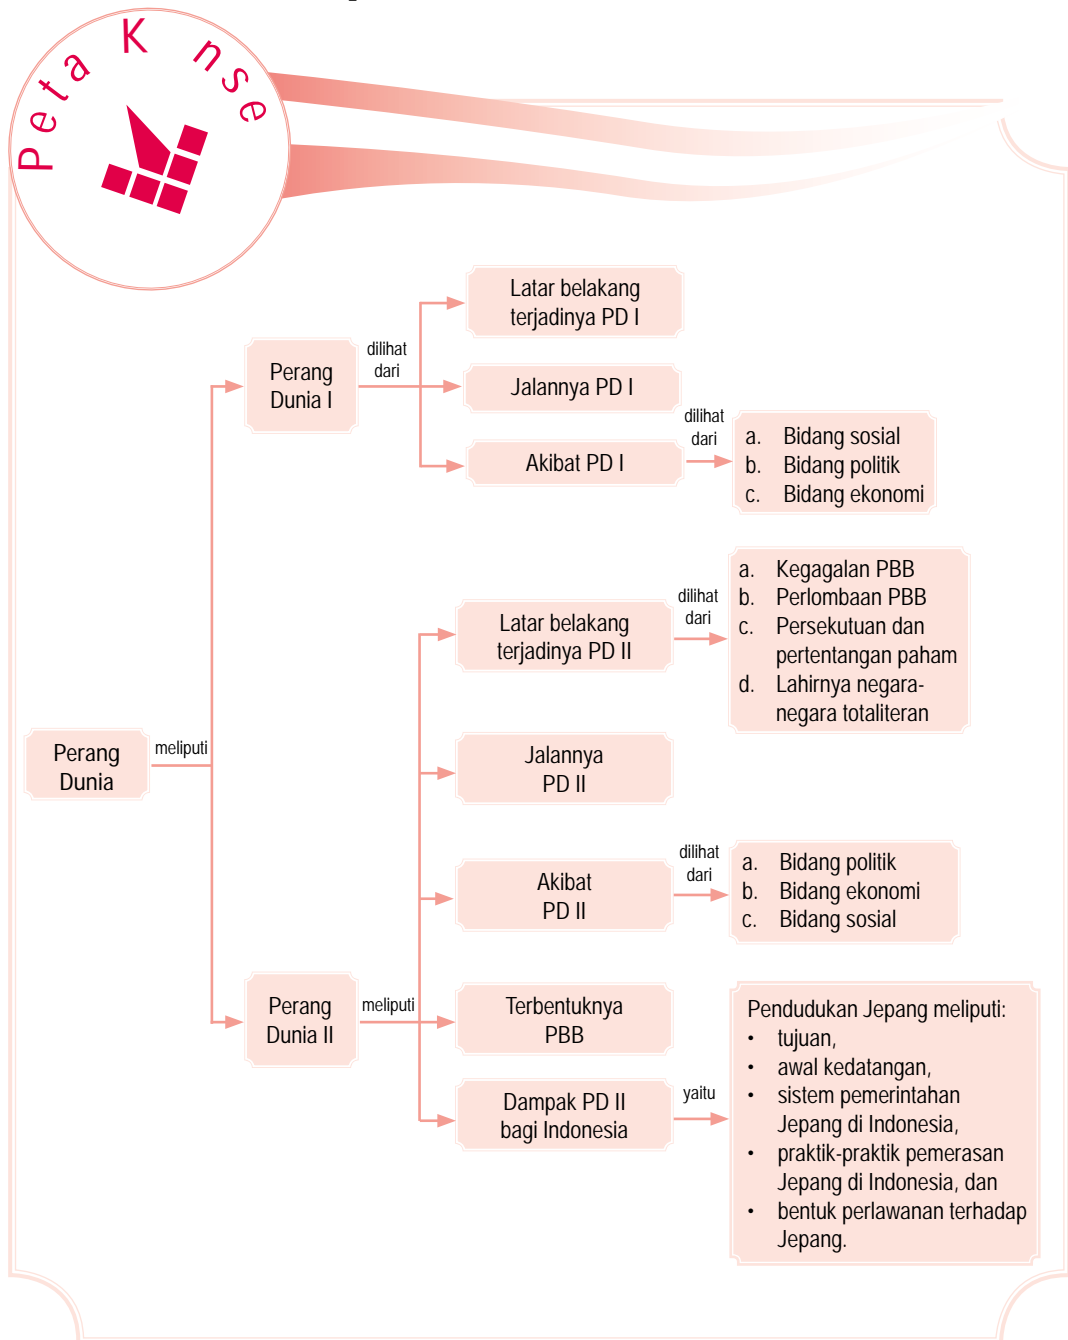 Peta K nse
Latar belakang
terjadinya PD I
dilihat
dari
Perang
Dunia I
Jalannya PD I
Akibat PD I
dilihat
dari
a. Bidang sosial
b. Bidang politik
c. Bidang ekonomi
Latar belakang
terjadinya PD II
dilihat
dari
a. Kegagalan PBB
b. Perlombaan PBB
c. Persekutuan dan
pertentangan paham
d. Lahirnya negara-
negara totaliteran
Perang
Dunia
meliputi
Jalannya
PD II
Akibat
PD II
dilihat
dari
a. Bidang politik
b. Bidang ekonomi
c. Bidang sosial
Perang
Dunia II
meliputi
Terbentuknya
PBB
Dampak PD II
bagi Indonesia
yaitu
Pendudukan Jepang meliputi:
• tujuan,
• awal kedatangan,
• sistem pemerintahan
Jepang di Indonesia,
• praktik-praktik pemerasan
Jepang di Indonesia, dan
• bentuk perlawanan terhadap
Jepang.